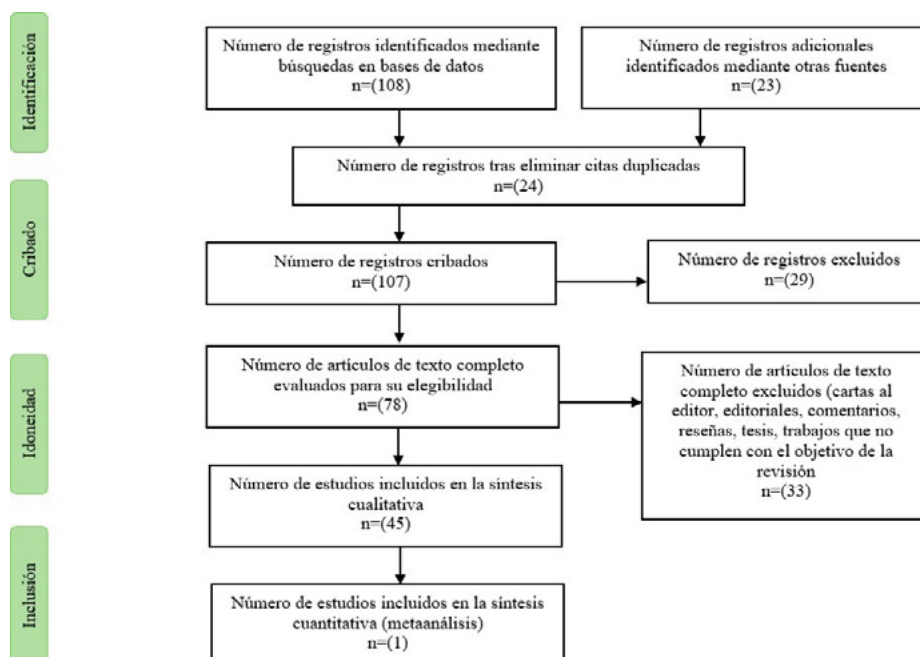 Identificación
Número de registros identificados mediante
búsquedas en bases de datos
n=(108)
Número de registros adicionales
identificados mediante otras fuentes
n=(23)
Número de registros tras eliminar citas duplicadas
n=(24)
Cribado
Número de registros cribados
n=(107)
Número de registros excluidos
n=(29)
Idoneidad
Número de artículos de texto completo
evaluados para su elegibilidad
n=(78)
Número de artículos de texto
completo excluidos (cartas al
editor, editoriales, comentarios,
reseñas, tesis, trabajos que no
cumplen con el objetivo de la
revisión
n=(33)
Número de estudios incluidos en la síntesis
cualitativa
n=(45)
Inclusión
Número de estudios incluidos en la síntesis
cuantitativa (metaanálisis)
n=(1)